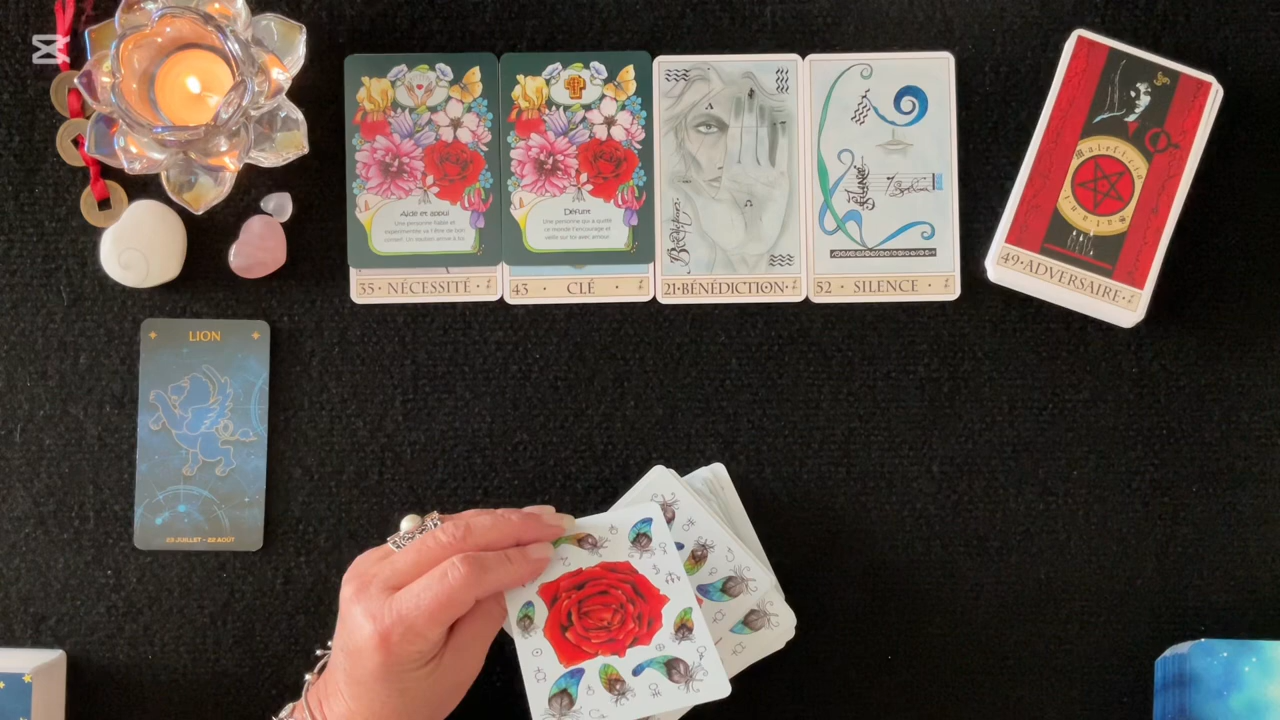 Aide et appui
Une personne fiable et
expérimentée va t'être de bon
conseil. Un soutien arrive à toi.
Défunt
Une personne qui a quitté
ce monde t'encourage et
veille sur toi avec amour.
35 • NÉCESSITÉ •
43 • CLÉ •
21•BÉNÉDICTION•
52 • SILENCE •
49•ADVERSAIRE•
LION
23 JUILLET - 22 AOÛT